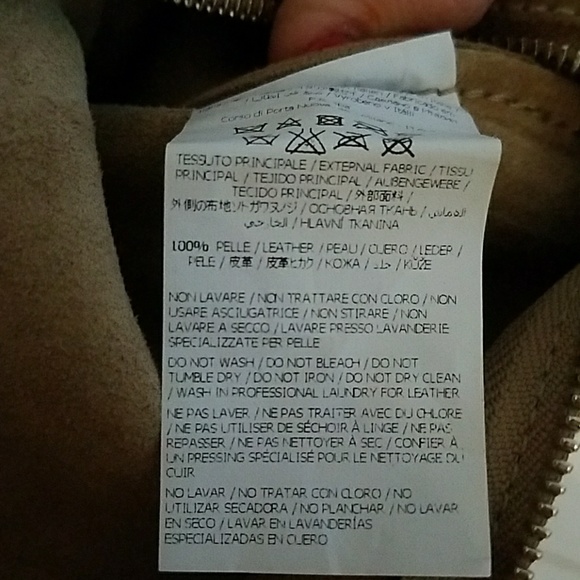 Corso di Porta Nuova
TESSUTO PRINCIPALE / EXTERNAL FABRIC / TISSU
PRINCIPAL / TEJIDO PRINCIPAL / AUßENGEWEBE /
TECIDO PRINCIPAL / 外部面料 /
外側の布地ソトガワヌノジ / ОСНОВНАЯ ТКАНЬ /
الخارجي / HLAVNÍ TKANINA
100% PELLE / LEATHER / PEAU / CUERO / LEDER /
PELE / 皮革 / 皮革ヒカク / КОЖА / جلد / KŮŽE
NON LAVARE / NON TRATTARE CON CLORO / NON
USARE ASCIUGATRICE / NON STIRARE / NON
LAVARE A SECCO / LAVARE PRESSO LAVANDERIE
SPECIALIZZATE PER PELLE
DO NOT WASH / DO NOT BLEACH / DO NOT
TUMBLE DRY / DO NOT IRON / DO NOT DRY CLEAN
/ WASH IN PROFESSIONAL LAUNDRY FOR LEATHER
NE PAS LAVER / NE PAS TRAITER AVEC DU CHLORE
/ NE PAS UTILISER DE SÉCHOIR À LINGE / NE PAS
REPASSER / NE PAS NETTOYER À SEC / CONFIER À
UN PRESSING SPÉCIALISÉ POUR LE NETTOYAGE DU
CUIR
NO LAVAR / NO TRATAR CON CLORO / NO
UTILIZAR SECADORA / NO PLANCHAR / NO LAVAR
EN SECO / LAVAR EN LAVANDERÍAS
ESPECIALIZADAS EN CUERO